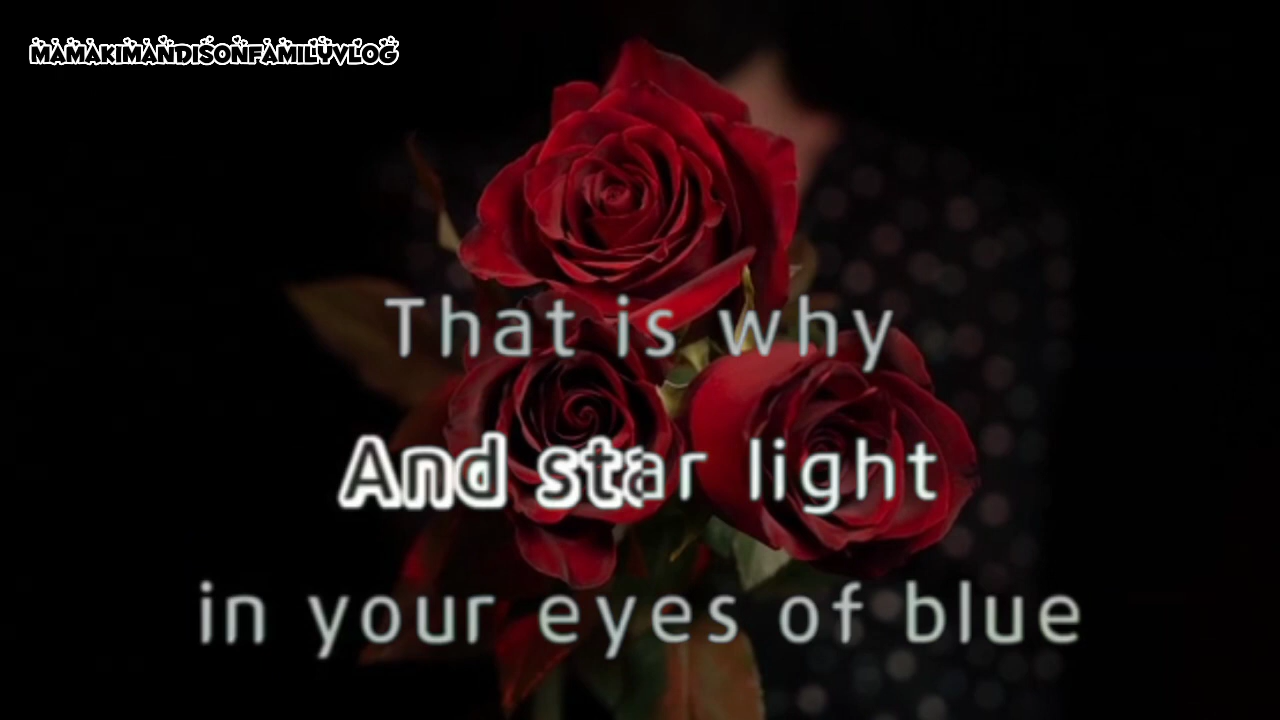 MAMAKIMANDISONFAMILYVLOG
That is why
And star light
in your eyes of blue